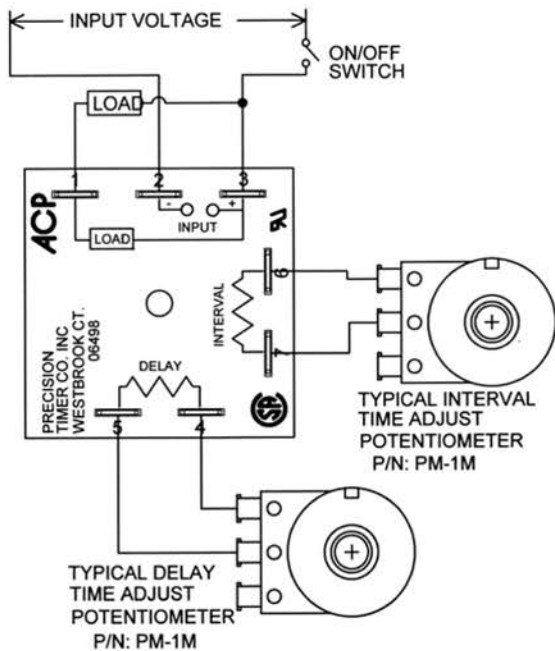 INPUT VOLTAGE
ON/OFF
SWITCH
LOAD
1
2
3
ACP
-
+
INPUT
LOAD
6
INTERVAL
7
PRECISION
TIMER CO. INC
WESTBROOK CT.
06498
DELAY
5
4
TYPICAL INTERVAL
TIME ADJUST
POTENTIOMETER
P/N: PM-1M
TYPICAL DELAY
TIME ADJUST
POTENTIOMETER
P/N: PM-1M